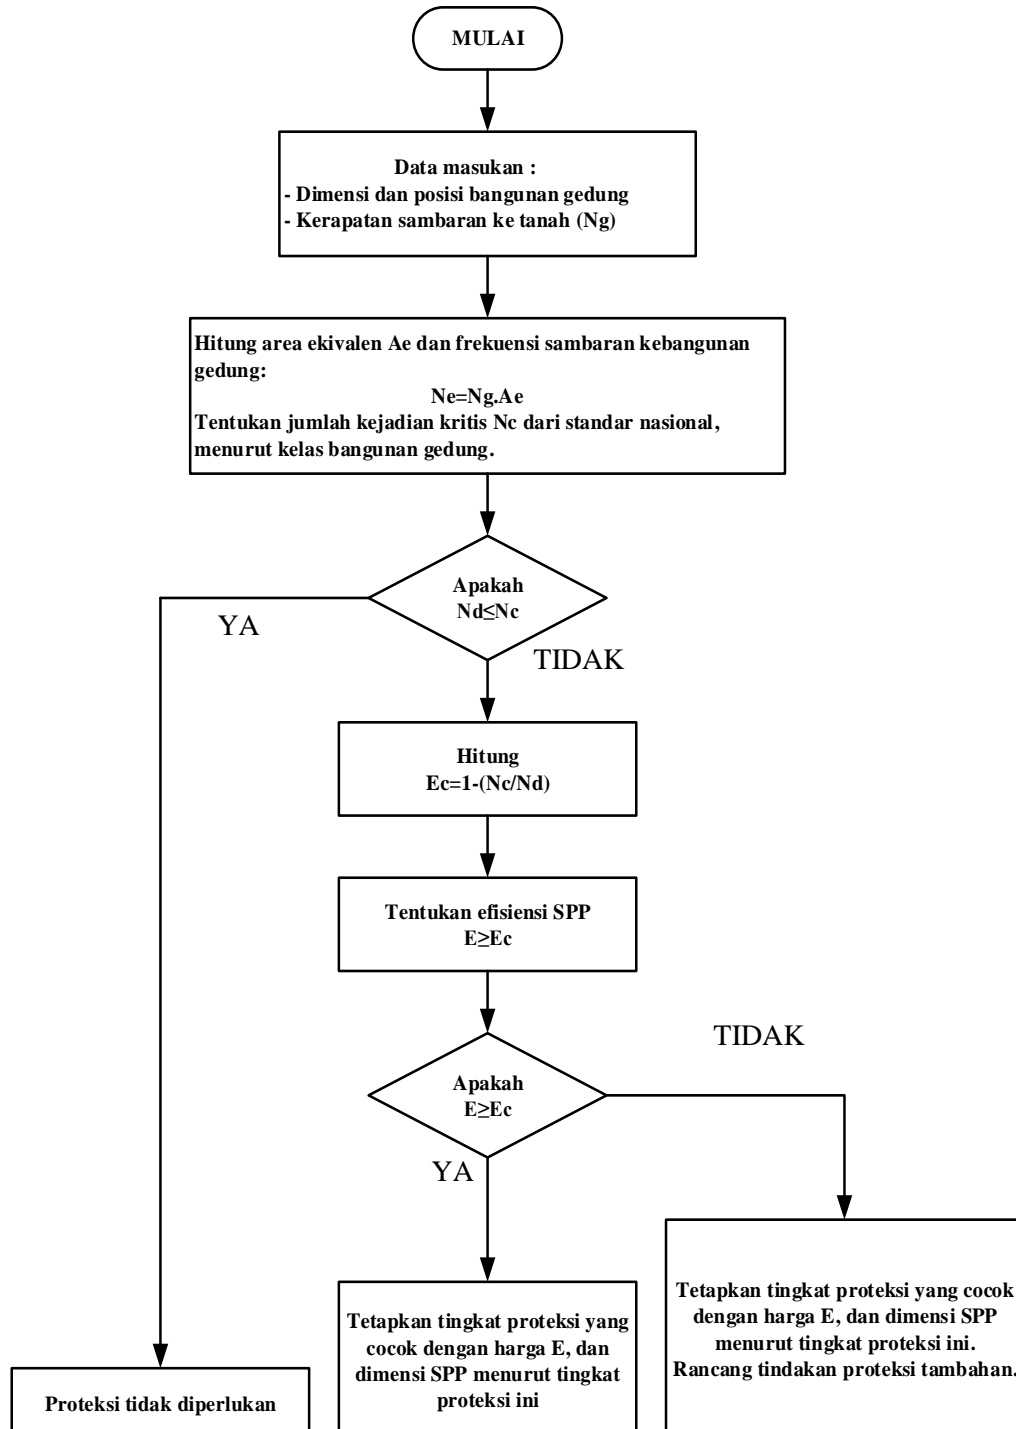 MULAI
Data masukan :
- Dimensi dan posisi bangunan gedung
- Kerapatan sambaran ke tanah (Ng)
Hitung area ekivalen Ae dan frekuensi sambaran kebangunan
gedung:
Ne=Ng.Ae
Tentukan jumlah kejadian kritis Nc dari standar nasional,
menurut kelas bangunan gedung.
Apakah
Nd≤Nc
YA
TIDAK
Hitung
Ec=1-(Nc/Nd)
Tentukan efisiensi SPP
E≥Ec
Apakah
E≥Ec
TIDAK
YA
Proteksi tidak diperlukan
Tetapkan tingkat proteksi yang
cocok dengan harga E, dan
dimensi SPP menurut tingkat
proteksi ini
Tetapkan tingkat proteksi yang cocok
dengan harga E, dan dimensi SPP
menurut tingkat proteksi ini.
Rancang tindakan proteksi tambahan.